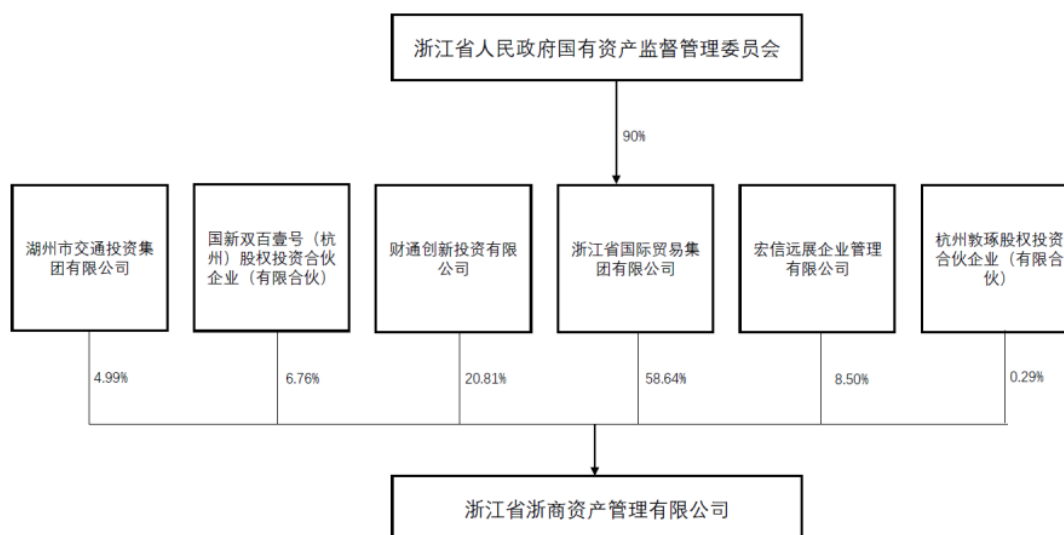 浙江省人民政府国有资产监督管理委员会
90%
湖州市交通投资集
团有限公司
国新双百壹号（杭
州）股权投资合伙
企业（有限合伙）
财通创新投资有限
公司
浙江省国际贸易集
团有限公司
宏信远展企业管理
有限公司
杭州敦琢股权投资
合伙企业（有限合
伙）
4.99%
6.76%
20.81%
58.64%
8.50%
0.29%
浙江省浙商资产管理有限公司